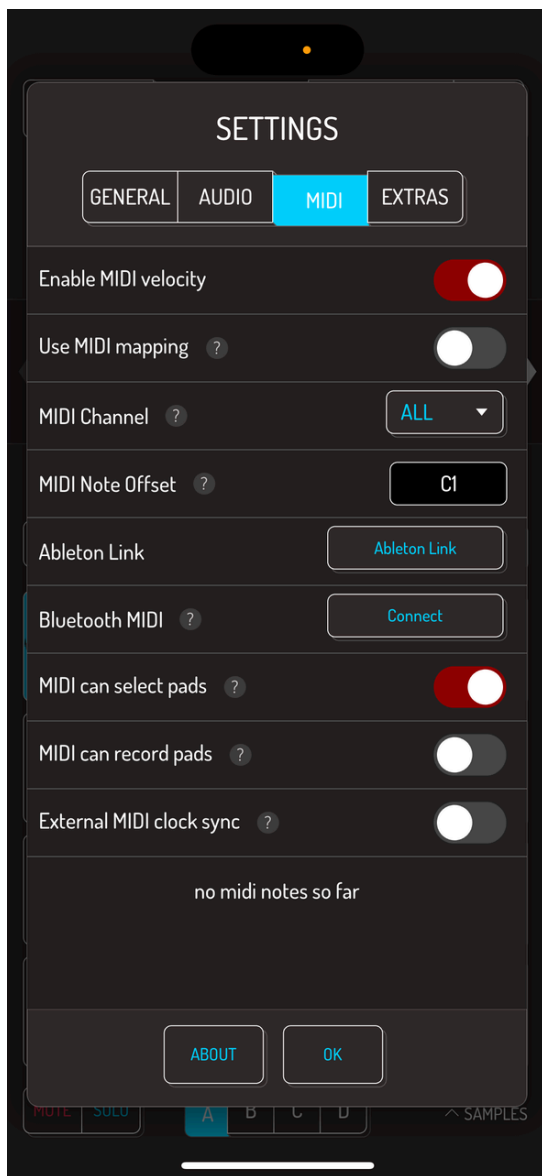 SETTINGS
GENERAL AUDIO MIDI EXTRAS
Enable MIDI velocity
Use MIDI mapping ?
MIDI Channel ? ALL
MIDI Note Offset ? C1
Ableton Link Ableton Link
Bluetooth MIDI ? Connect
MIDI can select pads ?
MIDI can record pads ?
External MIDI clock sync ?
no midi notes so far
ABOUT OK
MUTE SOLO A B C D SAMPLES